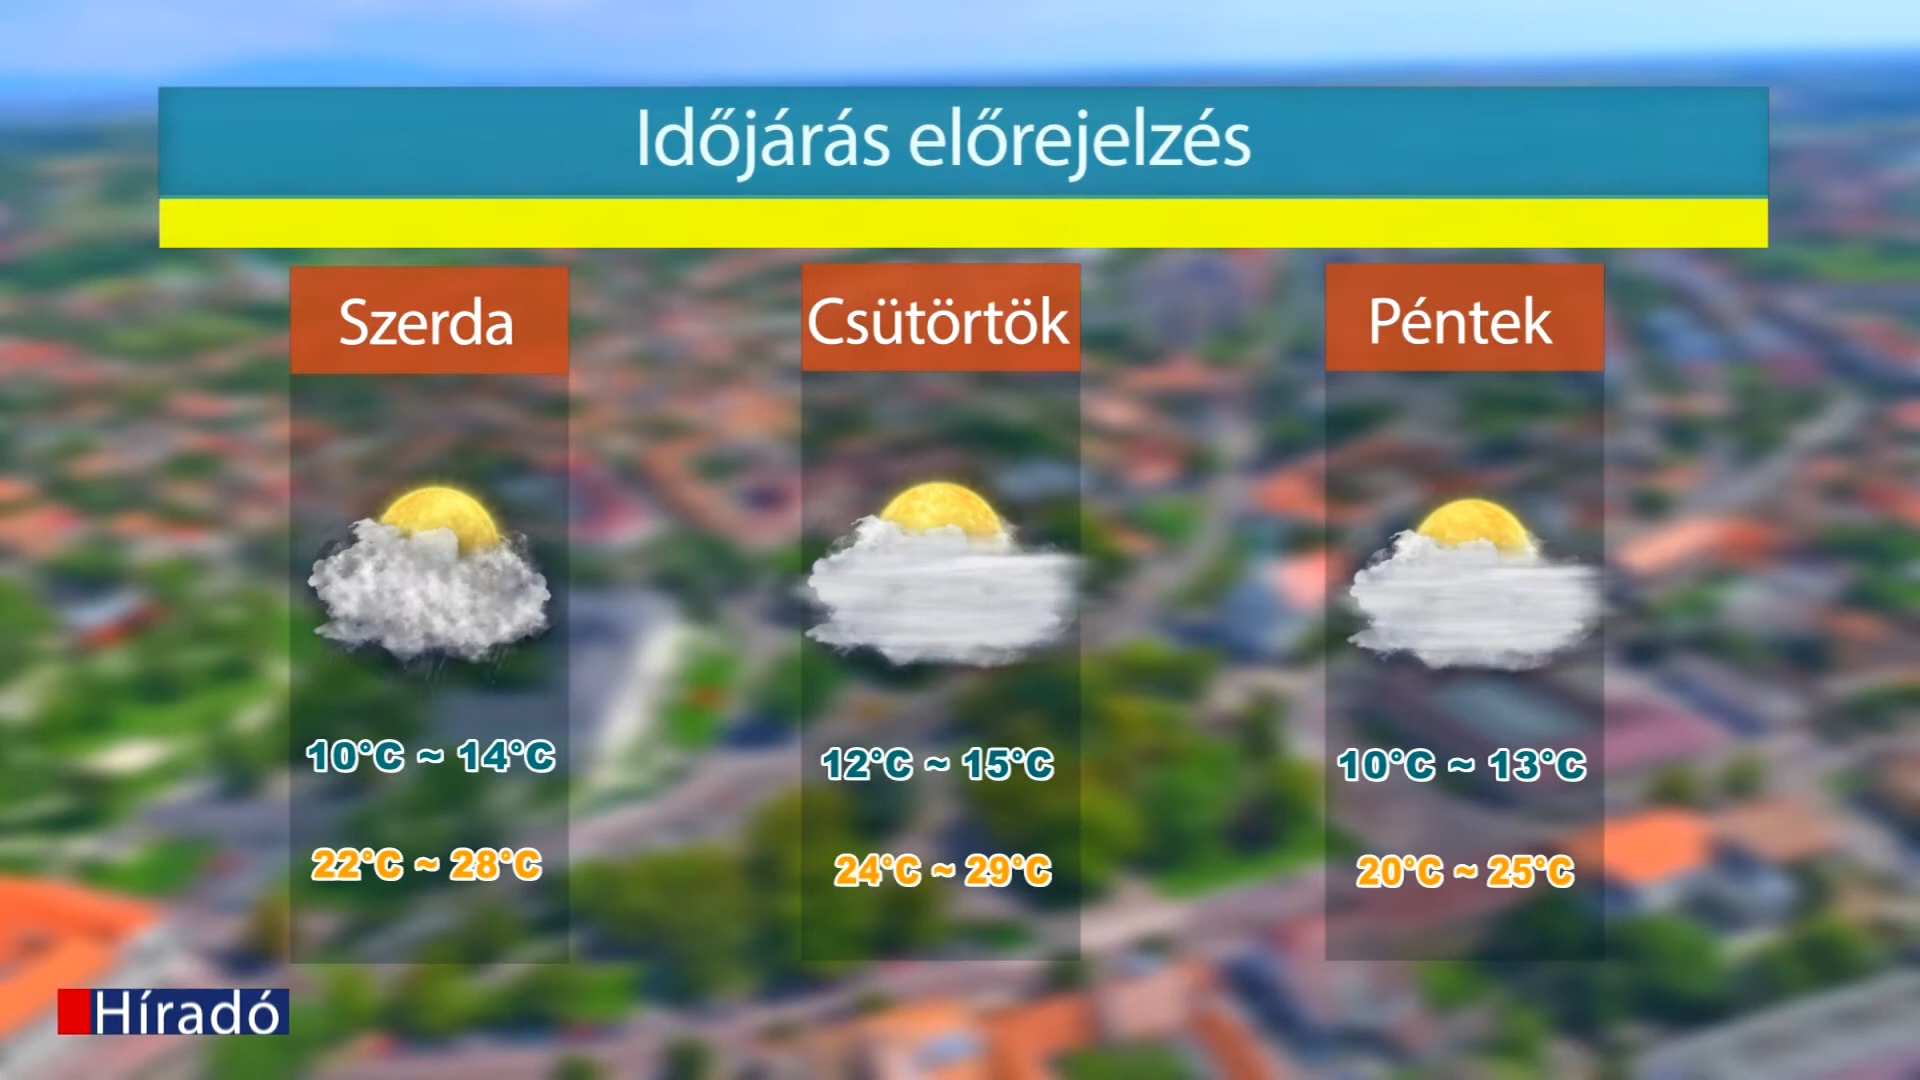 Időjárás előrejelzés
Szerda
Csütörtök
Péntek
10°C ~ 14°C
12°C ~ 15°C
10°C ~ 13°C
22°C ~ 28°C
24°C ~ 29°C
20°C ~ 25°C
Híradó